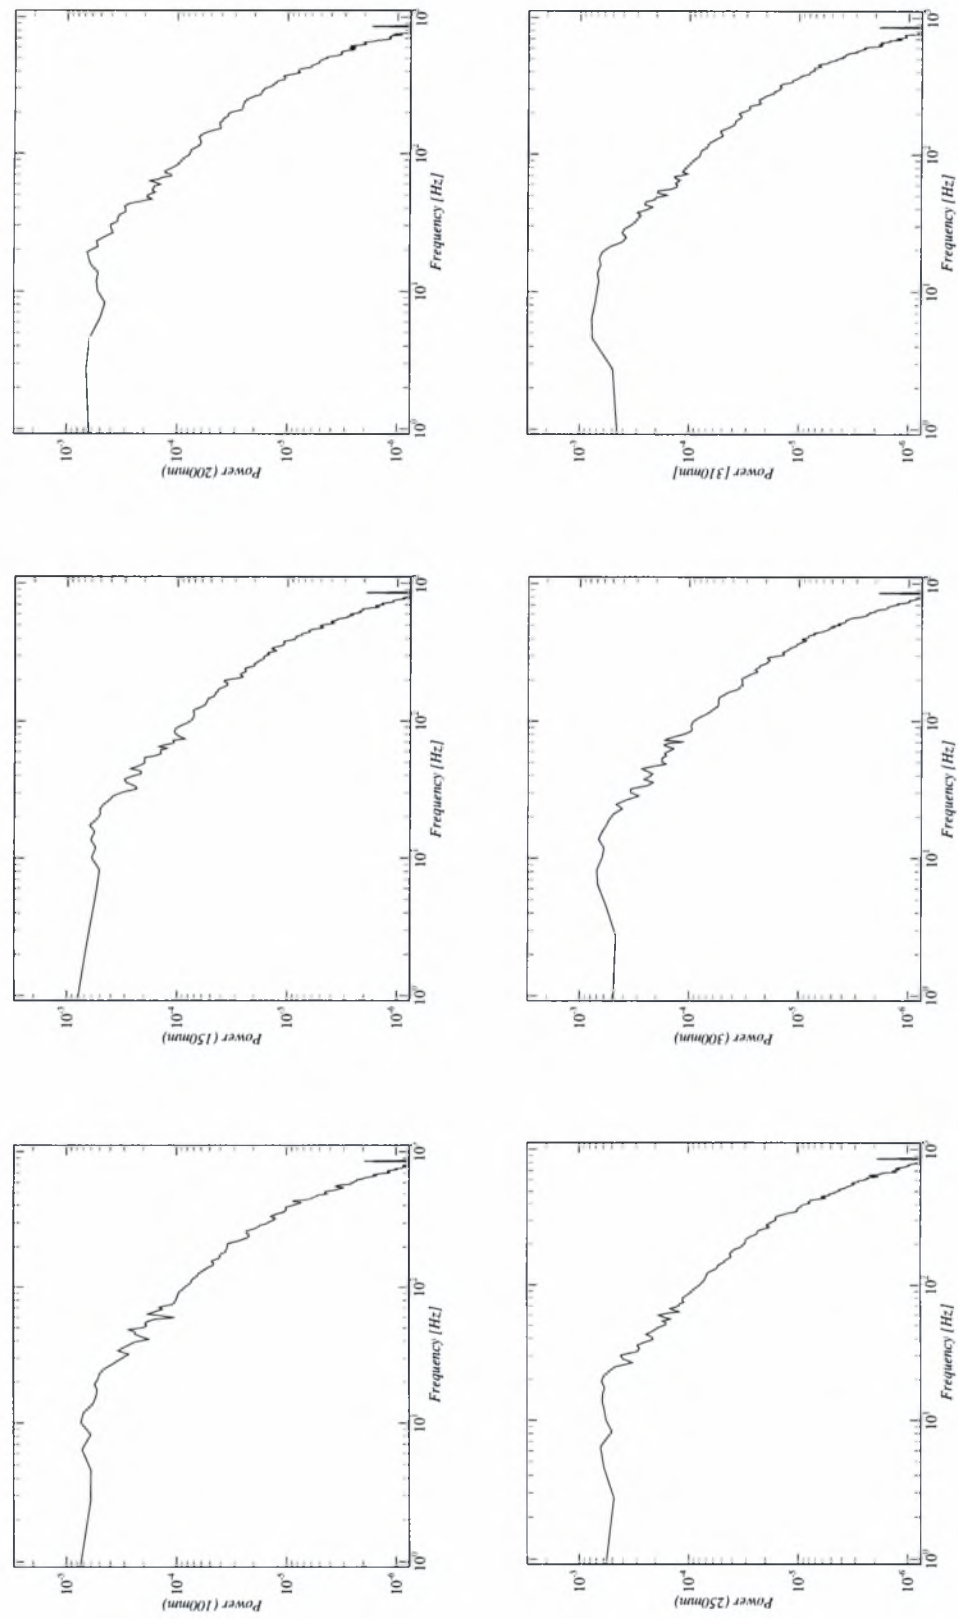 Power (100mm)
10⁻³
10⁻⁴
10⁻⁵
10⁻⁶
10⁰ 10¹ 10² 10³
Frequency [Hz]
Power (150mm)
10⁻³
10⁻⁴
10⁻⁵
10⁻⁶
10⁰ 10¹ 10² 10³
Frequency [Hz]
Power (200mm)
10⁻³
10⁻⁴
10⁻⁵
10⁻⁶
10⁰ 10¹ 10² 10³
Frequency [Hz]
Power (250mm)
10⁻³
10⁻⁴
10⁻⁵
10⁻⁶
10⁰ 10¹ 10² 10³
Frequency [Hz]
Power (300mm)
10⁻³
10⁻⁴
10⁻⁵
10⁻⁶
10⁰ 10¹ 10² 10³
Frequency [Hz]
Power [310mm]
10⁻³
10⁻⁴
10⁻⁵
10⁻⁶
10⁰ 10¹ 10² 10³
Frequency [Hz]